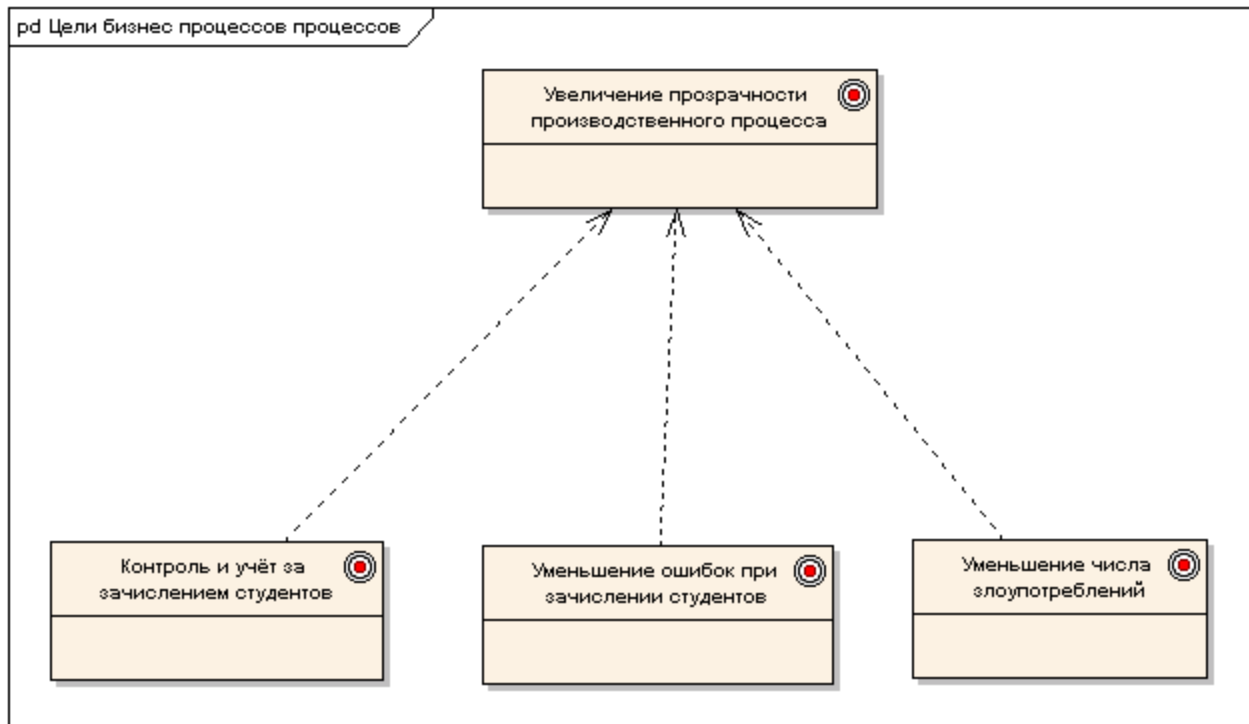 pd Цели бизнес процессов процессов
Увеличение прозрачности
производственного процесса
Контроль и учёт за
зачислением студентов
Уменьшение ошибок при
зачислении студентов
Уменьшение числа
злоупотреблений